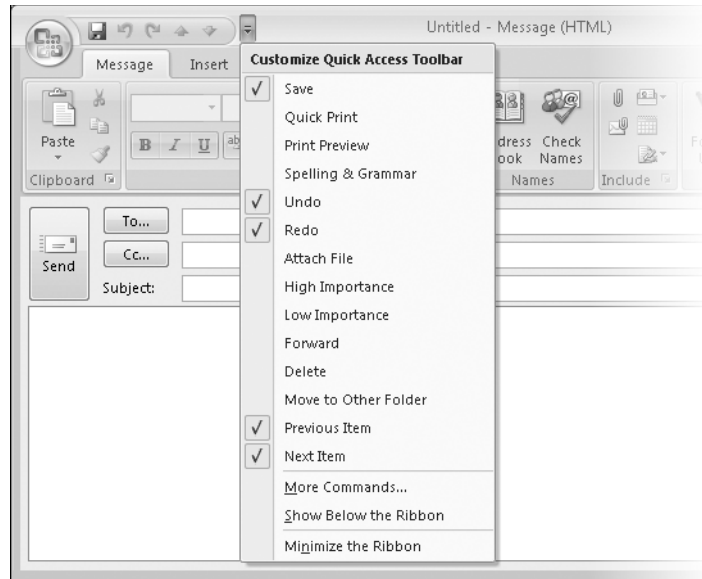 Untitled - Message (HTML)
Message Insert
Customize Quick Access Toolbar
Save
Quick Print
Print Preview
Spelling & Grammar
Undo
Redo
Attach File
High Importance
Low Importance
Forward
Delete
Move to Other Folder
Previous Item
Next Item
More Commands...
Show Below the Ribbon
Minimize the Ribbon
Paste
B I U ab
Clipboard
dress Check
ook Names
Names
Include
Send
To...
Cc...
Subject: